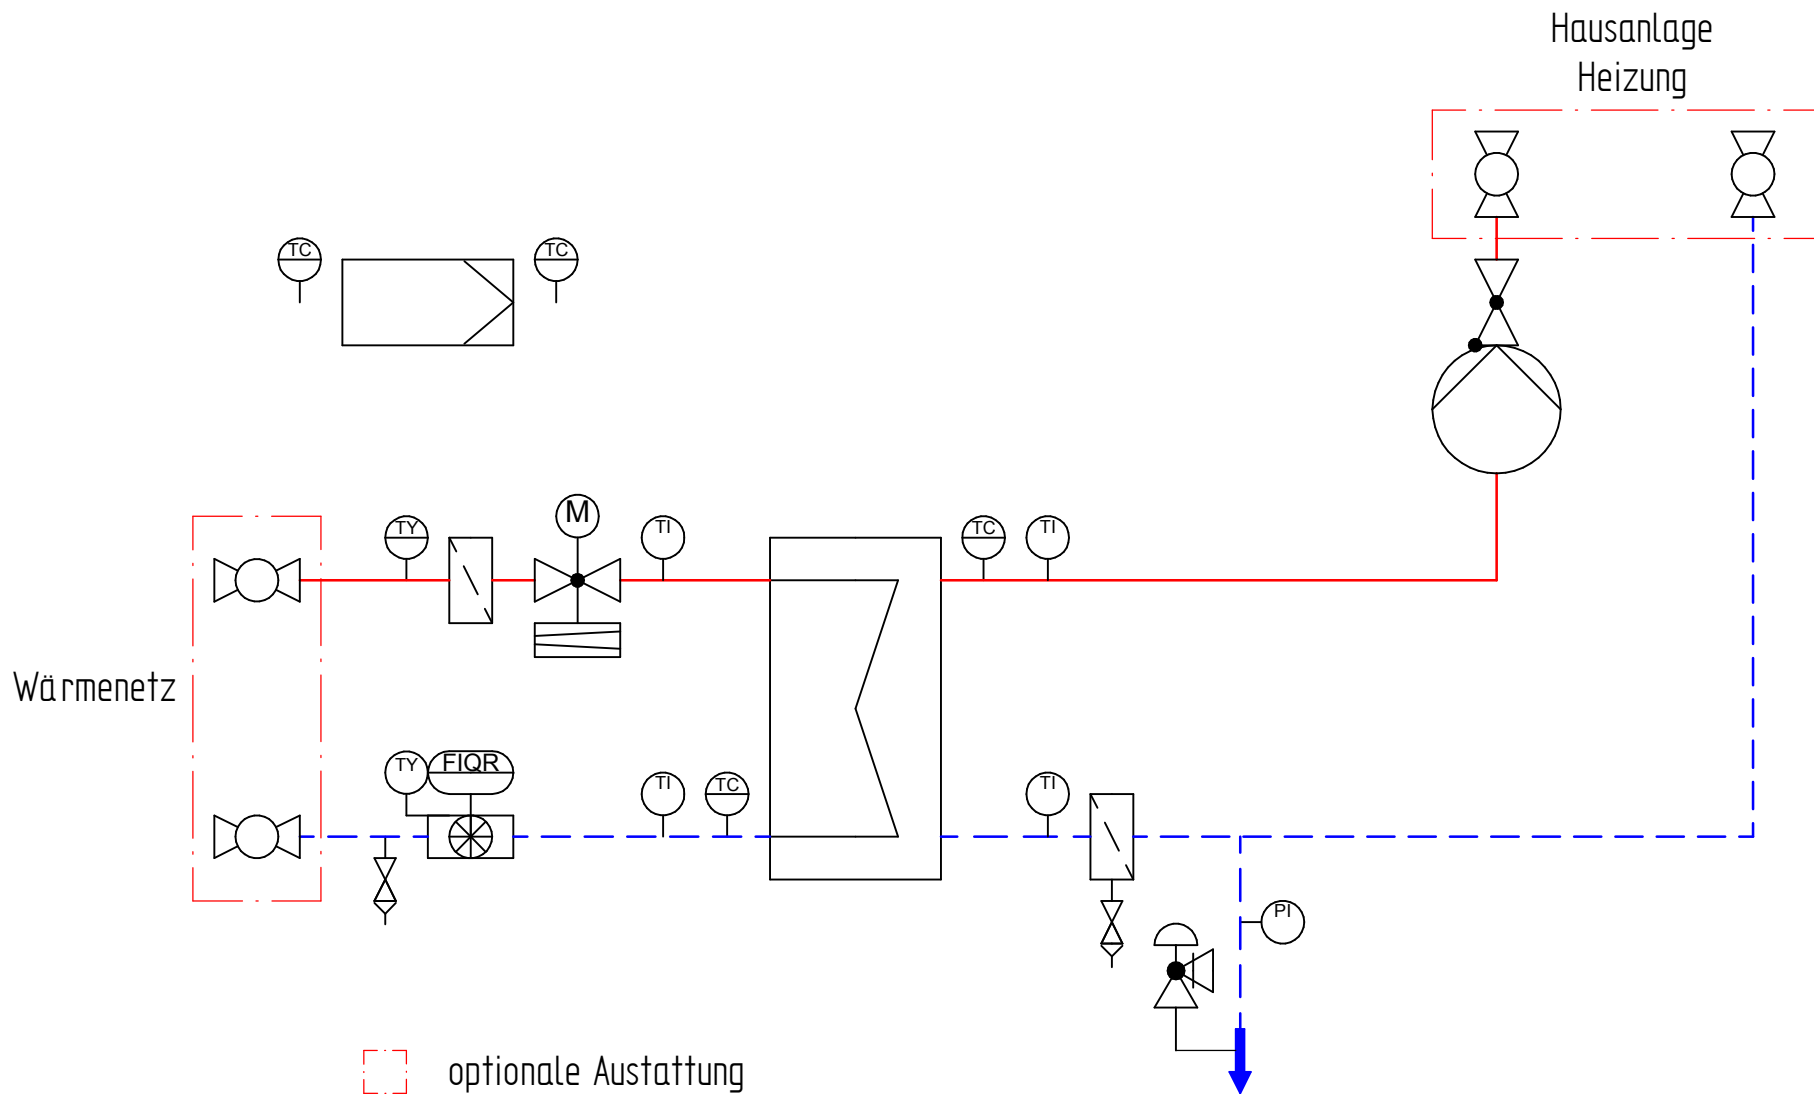 Hausanlage
Heizung
TC
TC
M
TY
TI
TC
TI
Wärmenetz
TY
FIQR
TI
TC
TI
PI
optionale Austattung